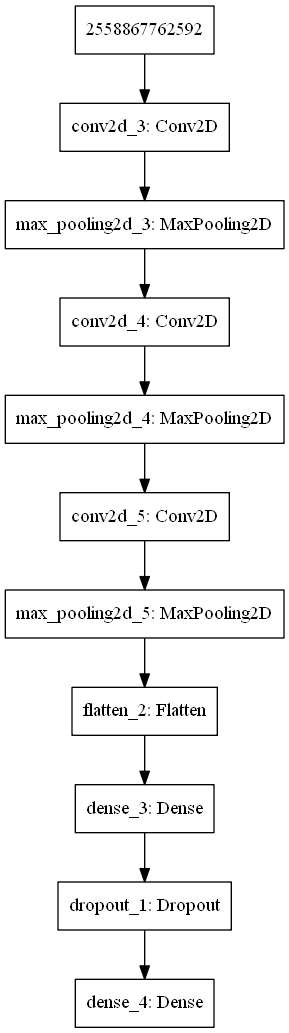 2558867762592
conv2d_3: Conv2D
max_pooling2d_3: MaxPooling2D
conv2d_4: Conv2D
max_pooling2d_4: MaxPooling2D
conv2d_5: Conv2D
max_pooling2d_5: MaxPooling2D
flatten_2: Flatten
dense_3: Dense
dropout_1: Dropout
dense_4: Dense